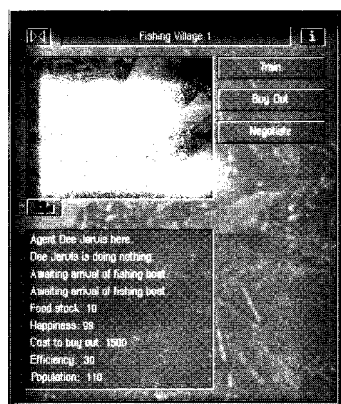 Fishing Village 1
i
Train
Buy Out
Negotiate
Agent Dee Jarvis here.
Dee Jarvis is doing nothing
Awaiting arrival of fishing boat
Awaiting arrival of fishing boat
Food stock: 10
Happiness: 99
Cost to buy out: 1500
Efficiency: 30
Population: 110